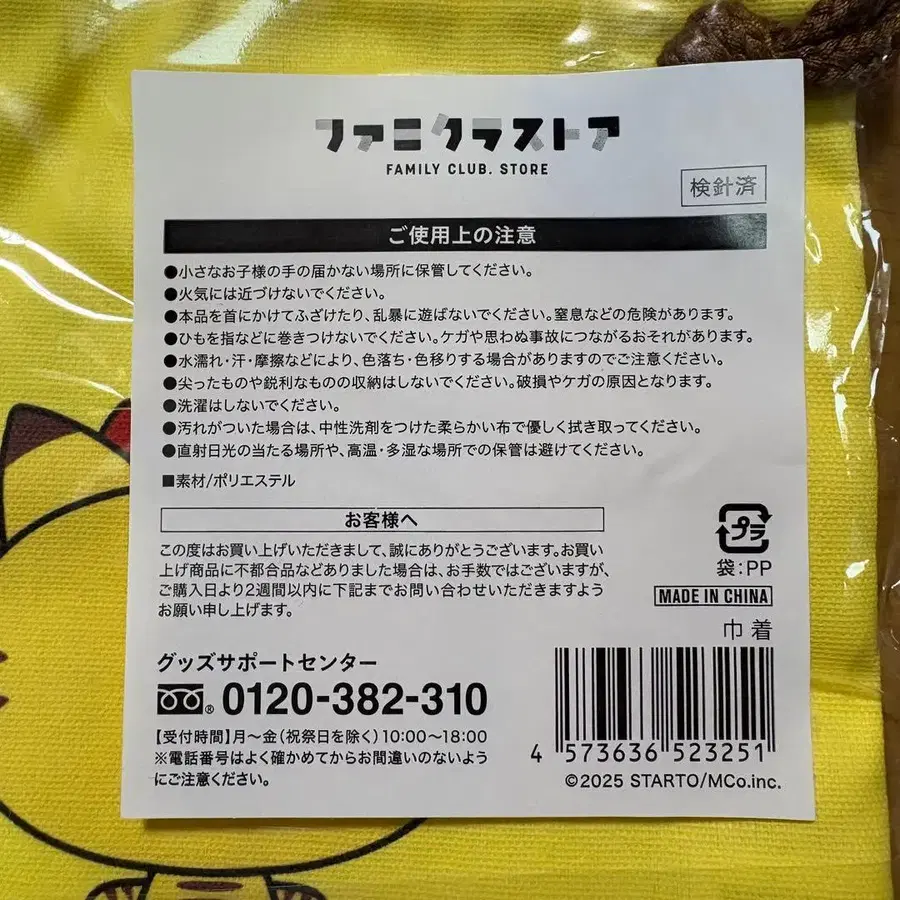 ファミクラストア
FAMILY CLUB. STORE
検針済
ご使用上の注意
●小さなお子様の手の届かない場所に保管してください。
●火気には近づけないでください。
●本品を首にかけてふざけたり、乱暴に遊ばないでください。窒息などの危険があります。
●ひもを指などに巻きつけないでください。ケガや思わぬ事故につながるおそれがあります。
●水濡れ・汗・摩擦などにより、色落ち・色移りする場合がありますのでご注意ください。
●尖ったものや鋭利なものの収納はしないでください。破損やケガの原因となります。
●洗濯はしないでください。
●汚れがついた場合は、中性洗剤をつけた柔らかい布で優しく拭き取ってください。
●直射日光の当たる場所や、高温・多湿な場所での保管は避けてください。
■素材/ポリエステル
お客様へ
この度はお買い上げいただきまして、誠にありがとうございます。お買い
上げ商品に不都合品などありました場合は、お手数ではございますが、
ご購入日より2週間以内に下記までお問い合わせいただきますよう
お願い申し上げます。
プラ
袋:PP
MADE IN CHINA
巾着
グッズサポートセンター
® 0120-382-310
【受付時間】月〜金(祝祭日を除く)10:00〜18:00
※電話番号はよく確かめてからお間違いのないよう
にご注意ください。
4 573636 523251
©2025 STARTO/MCo.inc.